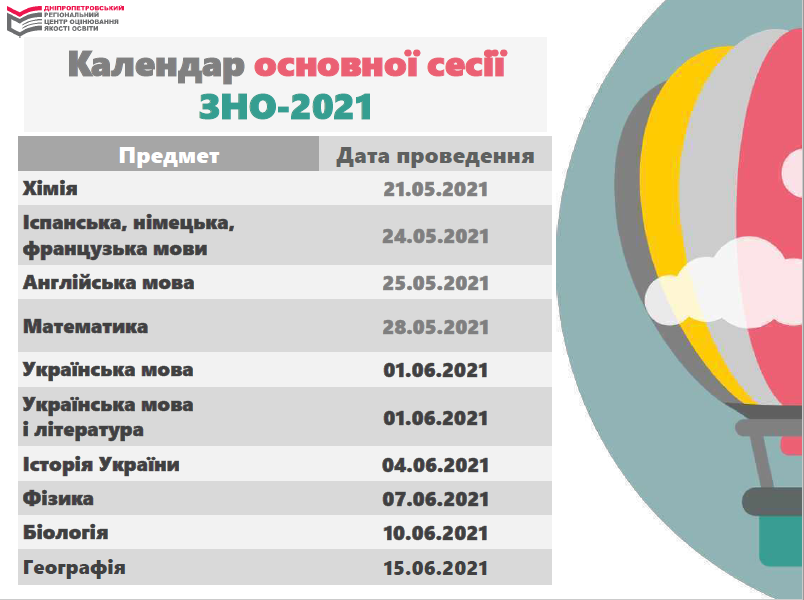 ДНІПРОПЕТРОВСЬКИЙ
РЕГІОНАЛЬНИЙ
ЦЕНТР ОЦІНЮВАННЯ
ЯКОСТІ ОСВІТИ
Календар основної сесії
ЗНО-2021
Предмет Дата проведення
Хімія 21.05.2021
Іспанська, німецька,
французька мови 24.05.2021
Англійська мова 25.05.2021
Математика 28.05.2021
Українська мова 01.06.2021
Українська мова
і література 01.06.2021
Історія України 04.06.2021
Фізика 07.06.2021
Біологія 10.06.2021
Географія 15.06.2021